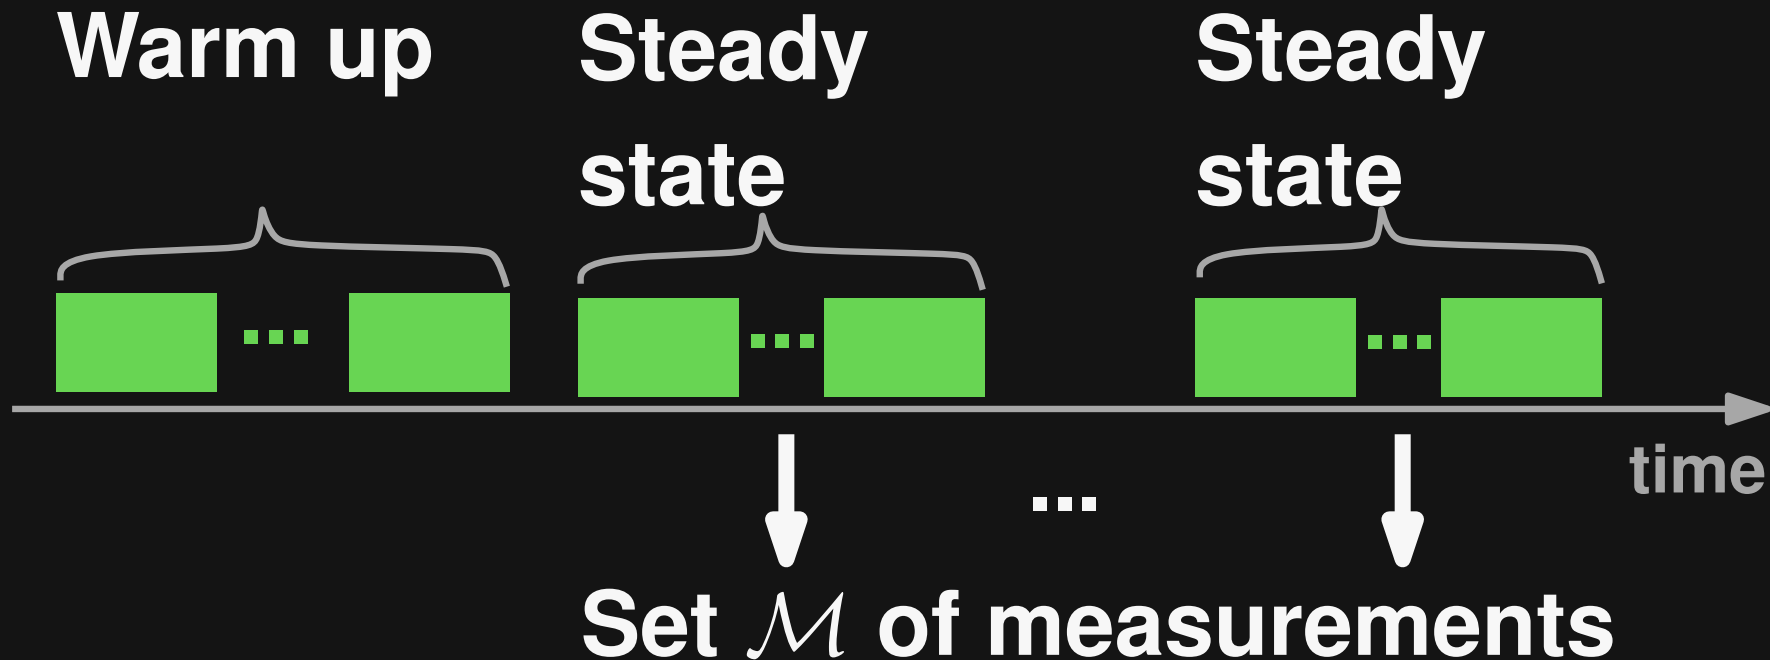 Warm up
Steady
state
Steady
state
...
...
...
time
...
Set ℳ of measurements